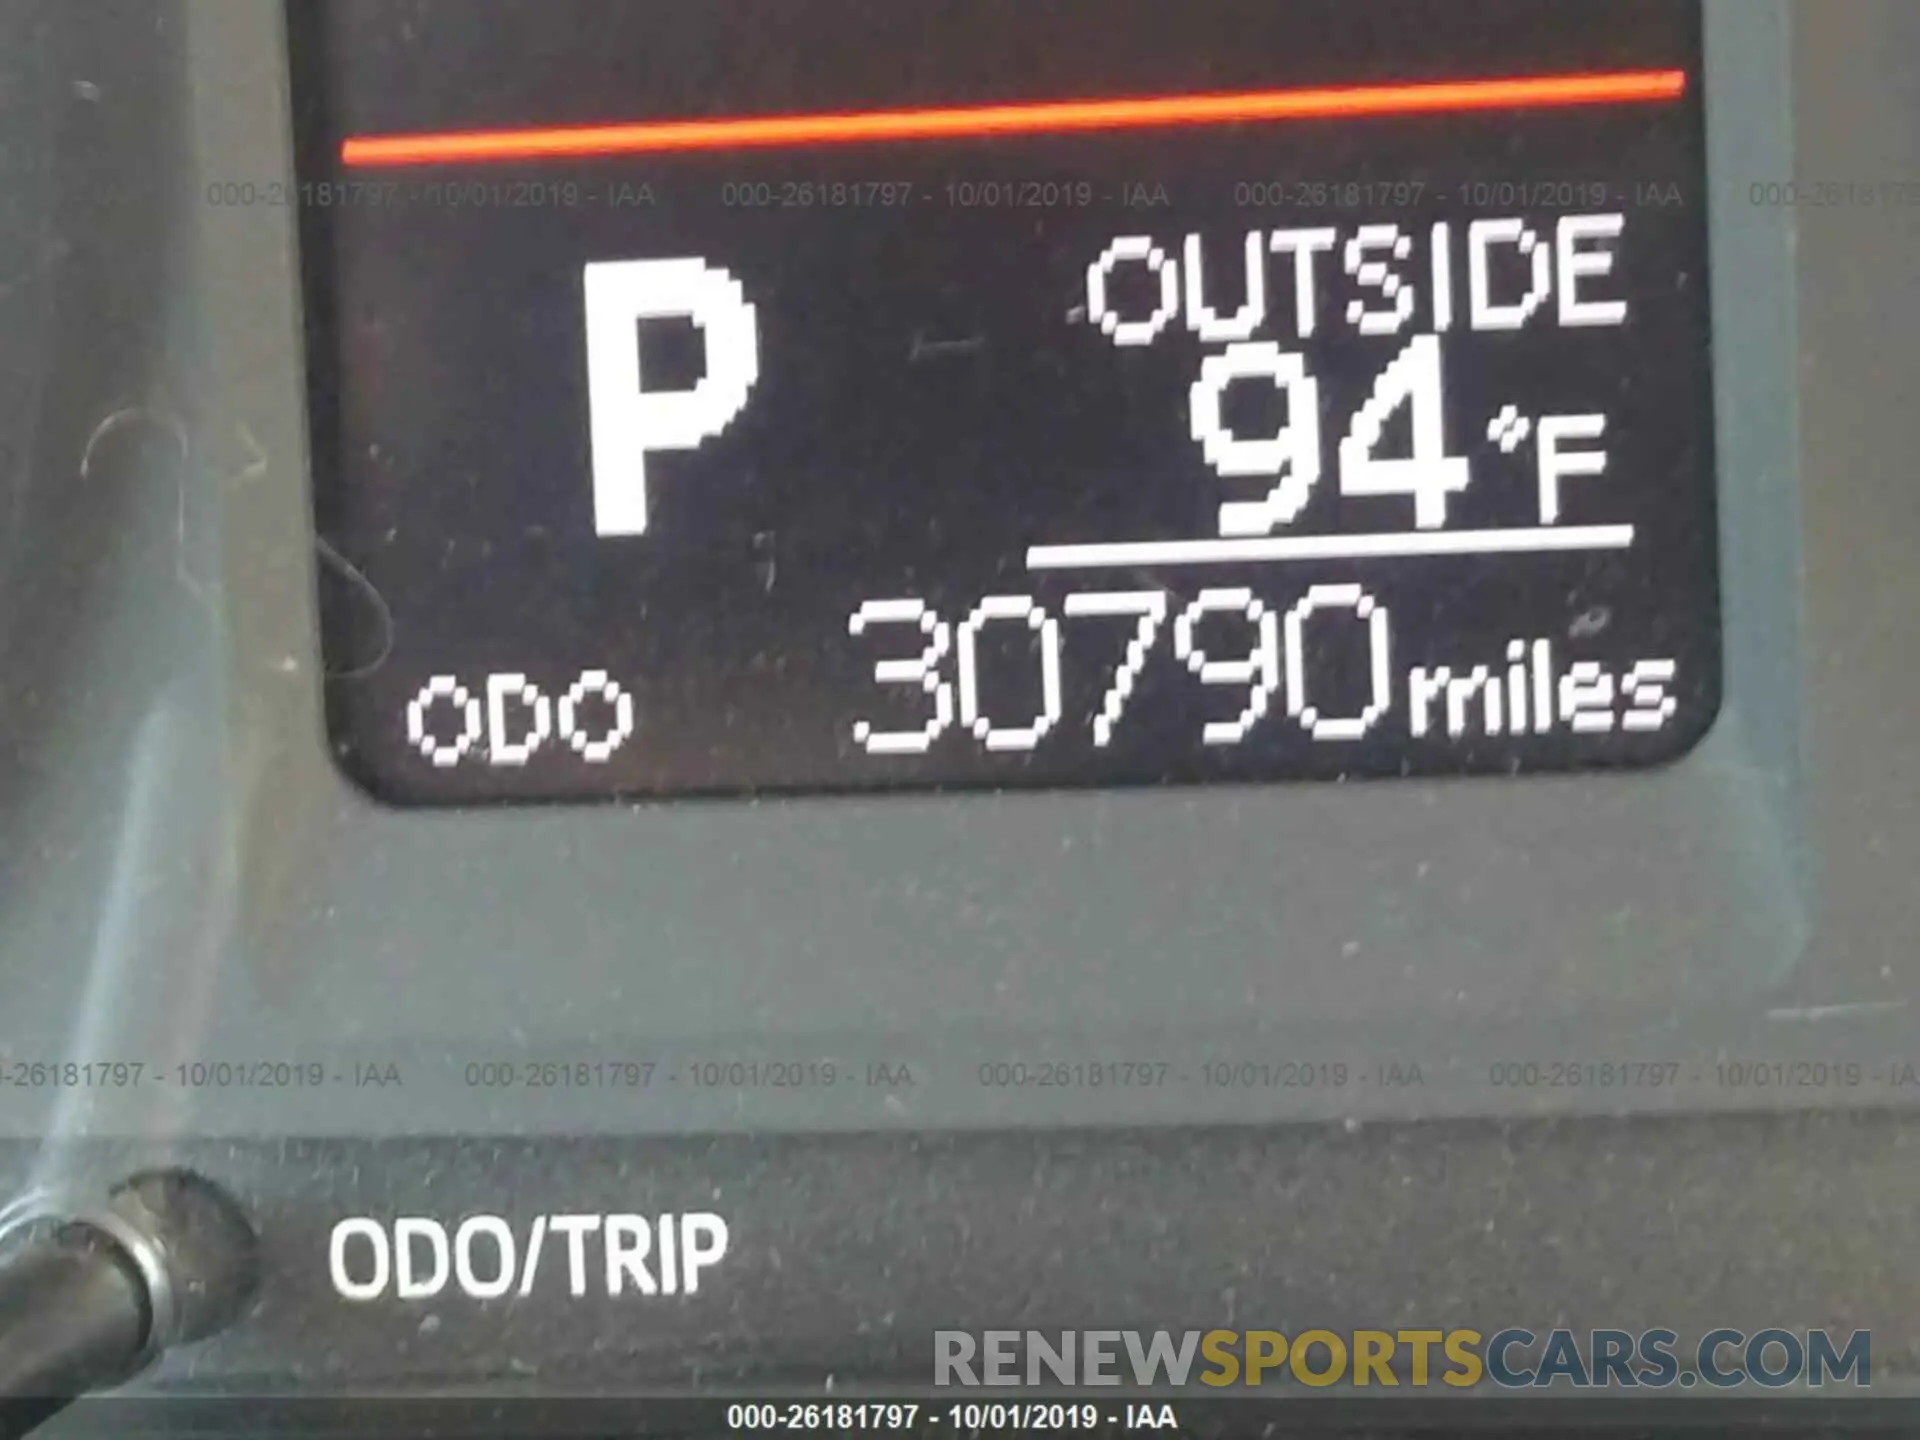 000-26181797 - 10/01/2019 - IAA 000-26181797 - 10/01/2019 - IAA 000-26181797 - 10/01/2019 - IAA
P OUTSIDE
94 °F
ODO 30790 miles
-26181797 - 10/01/2019 - IAA 000-26181797 - 10/01/2019 - IAA 000-26181797 - 10/01/2019 - IAA 000-26181797 - 10/01/2019 - IA
ODO/TRIP
RENEWSPORTSCARS.COM
000-26181797 - 10/01/2019 - IAA